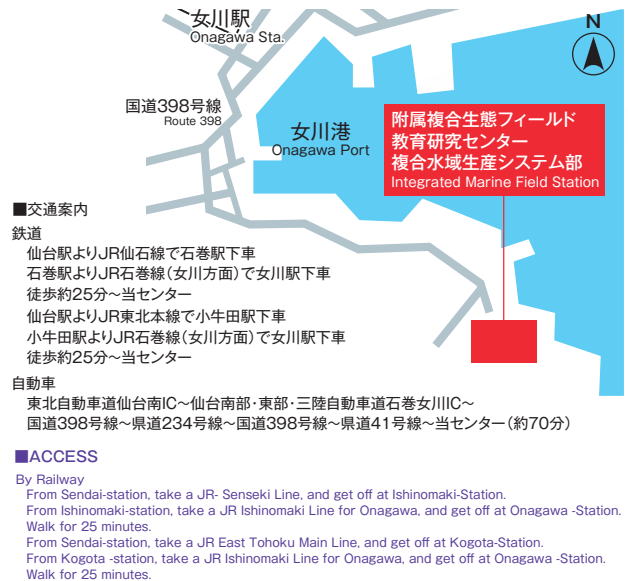 女川駅
Onagawa Sta.
N
国道398号線
Route 398
女川港
Onagawa Port
附属複合生態フィールド
教育研究センター
複合水域生産システム部
Integrated Marine Field Station
■交通案内
鉄道
仙台駅よりJR仙石線で石巻駅下車
石巻駅よりJR石巻線（女川方面）で女川駅下車
徒歩約25分～当センター
仙台駅よりJR東北本線で小牛田駅下車
小牛田駅よりJR石巻線（女川方面）で女川駅下車
徒歩約25分～当センター
自動車
東北自動車道仙台南IC～仙台南部・東部・三陸自動車道石巻女川IC～
国道398号線～県道234号線～国道398号線～県道41号線～当センター（約70分）
■ACCESS
By Railway
From Sendai-station, take a JR- Senseki Line, and get off at Ishinomaki-Station.
From Ishinomaki-station, take a JR Ishinomaki Line for Onagawa, and get off at Onagawa -Station.
Walk for 25 minutes.
From Sendai-station, take a JR East Tohoku Main Line, and get off at Kogota-Station.
From Kogota -station, take a JR Ishinomaki Line for Onagawa, and get off at Onagawa -Station.
Walk for 25 minutes.